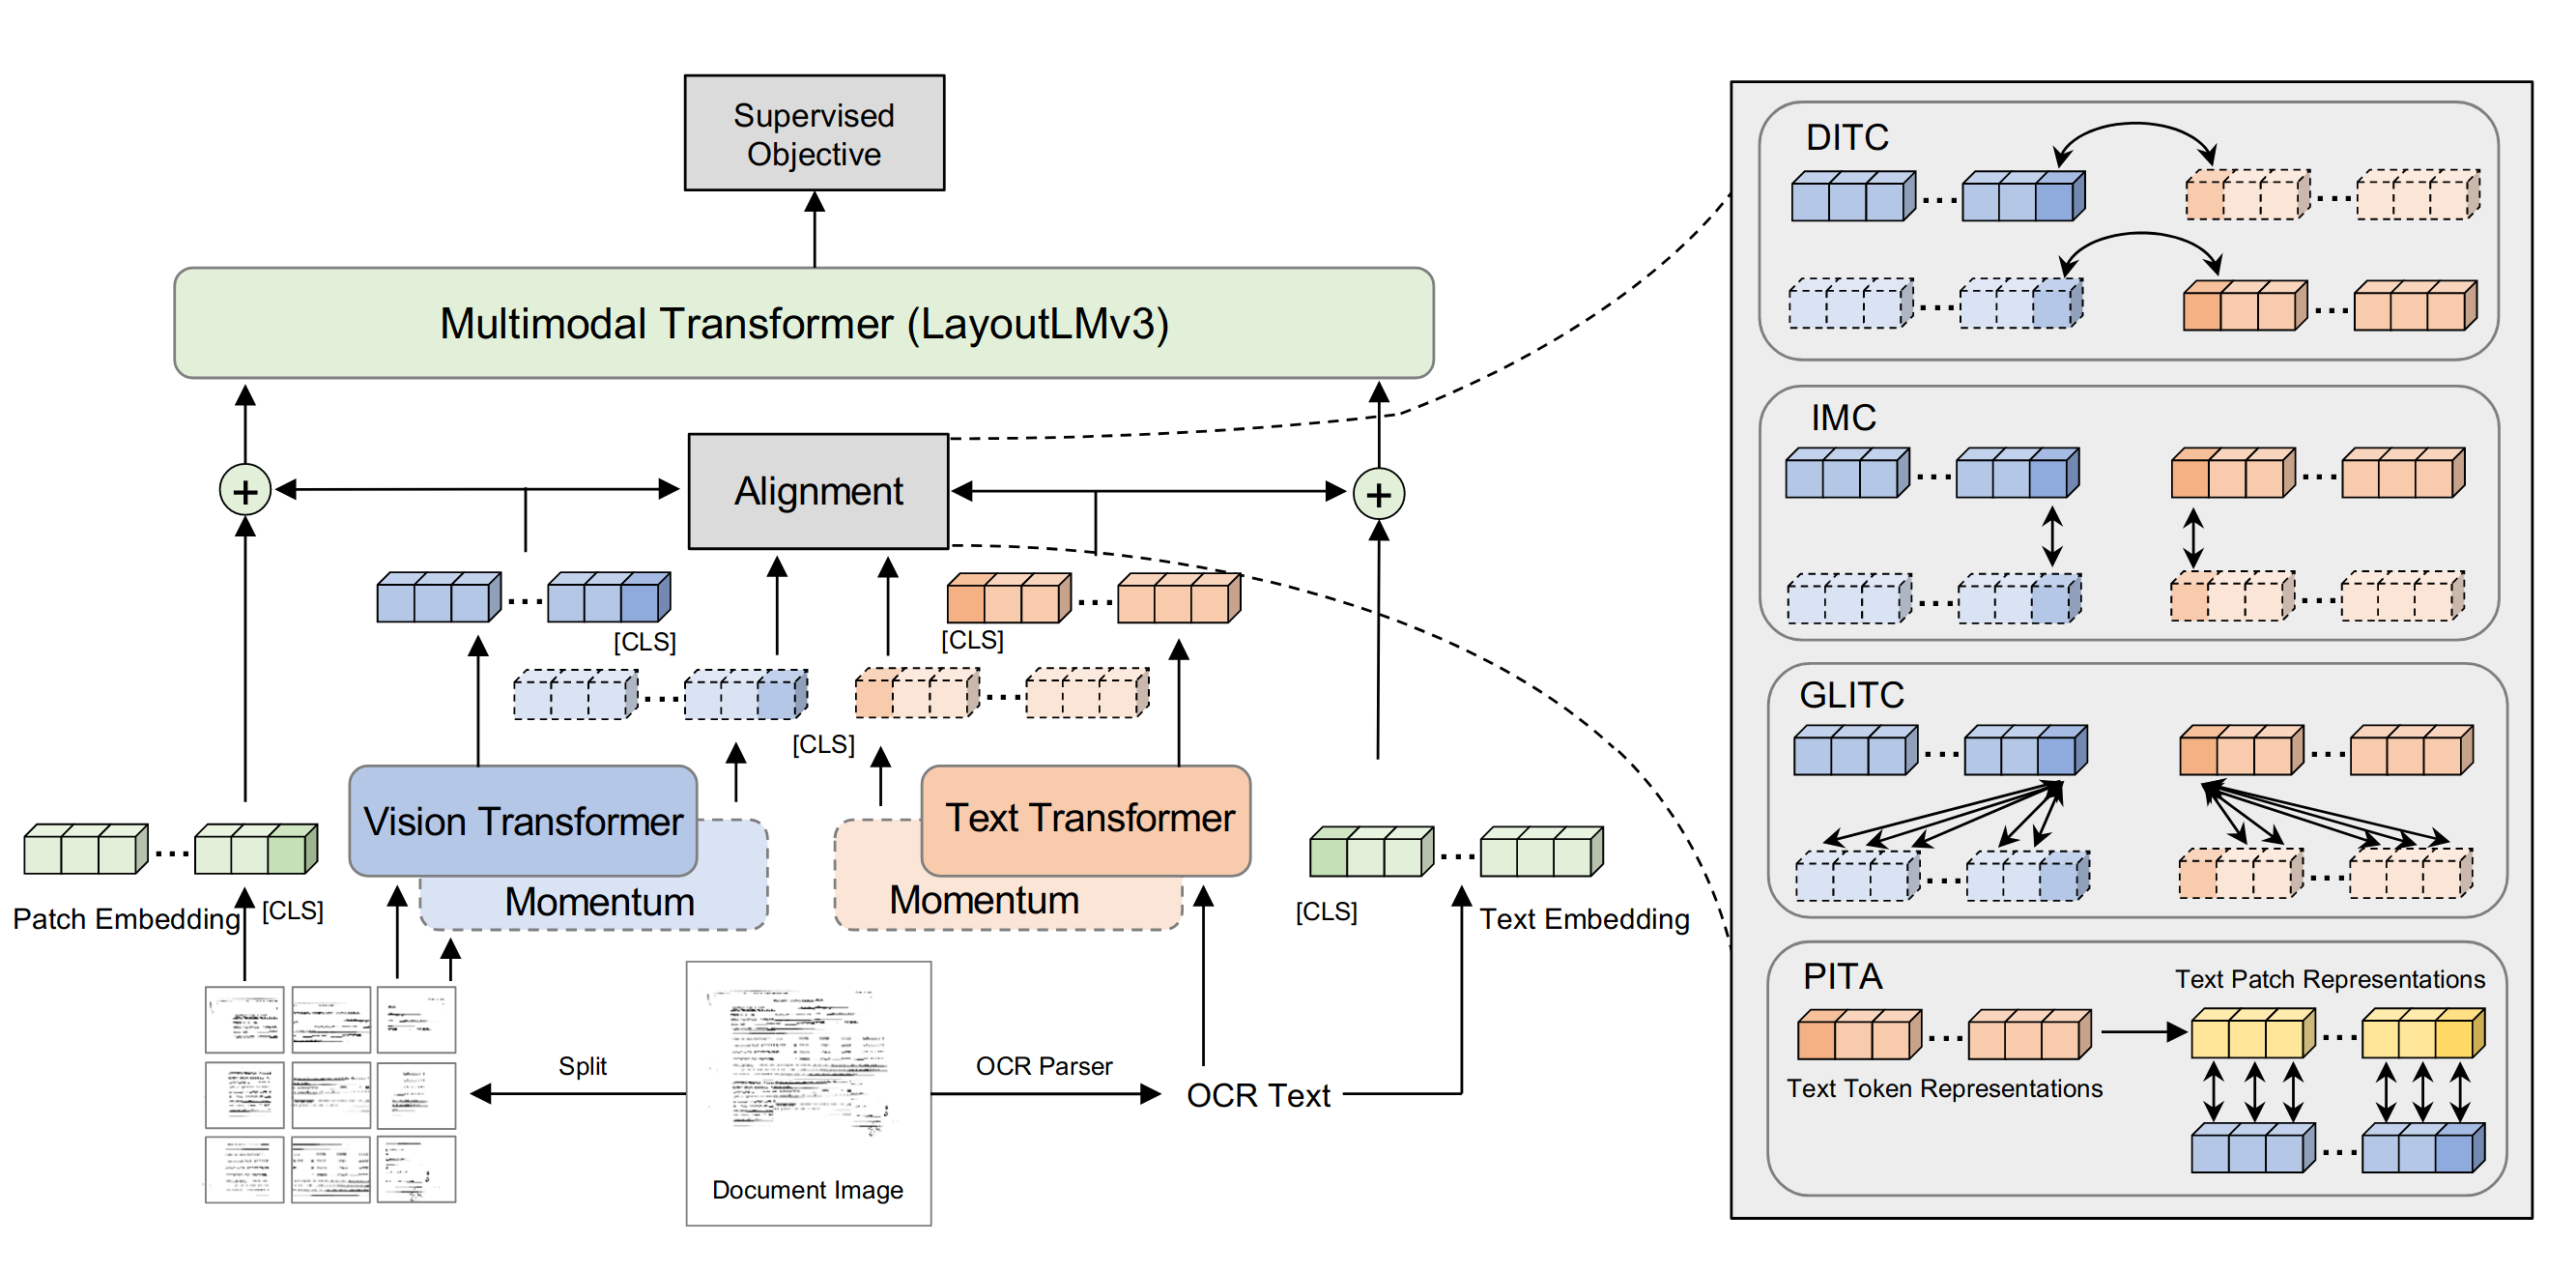 Supervised
Objective
Multimodal Transformer (LayoutLMv3)
+
Alignment
+
[CLS]
[CLS]
[CLS]
Vision Transformer
Momentum
Text Transformer
Momentum
Patch Embedding
[CLS]
[CLS]
Text Embedding
Split
OCR Parser
OCR Text
Document Image
DITC
IMC
GLITC
PITA
Text Patch Representations
Text Token Representations